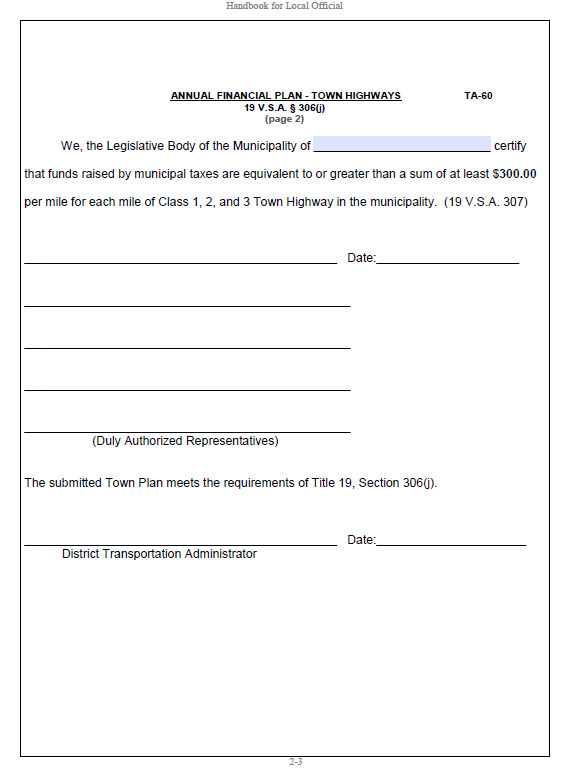 Handbook for Local Official
ANNUAL FINANCIAL PLAN - TOWN HIGHWAYS TA-60
19 V.S.A. § 306(j)
(page 2)
We, the Legislative Body of the Municipality of ____________________________ certify
that funds raised by municipal taxes are equivalent to or greater than a sum of at least $300.00
per mile for each mile of Class 1, 2, and 3 Town Highway in the municipality. (19 V.S.A. 307)
Date:
(Duly Authorized Representatives)
The submitted Town Plan meets the requirements of Title 19, Section 306(j).
Date:
District Transportation Administrator
2-3